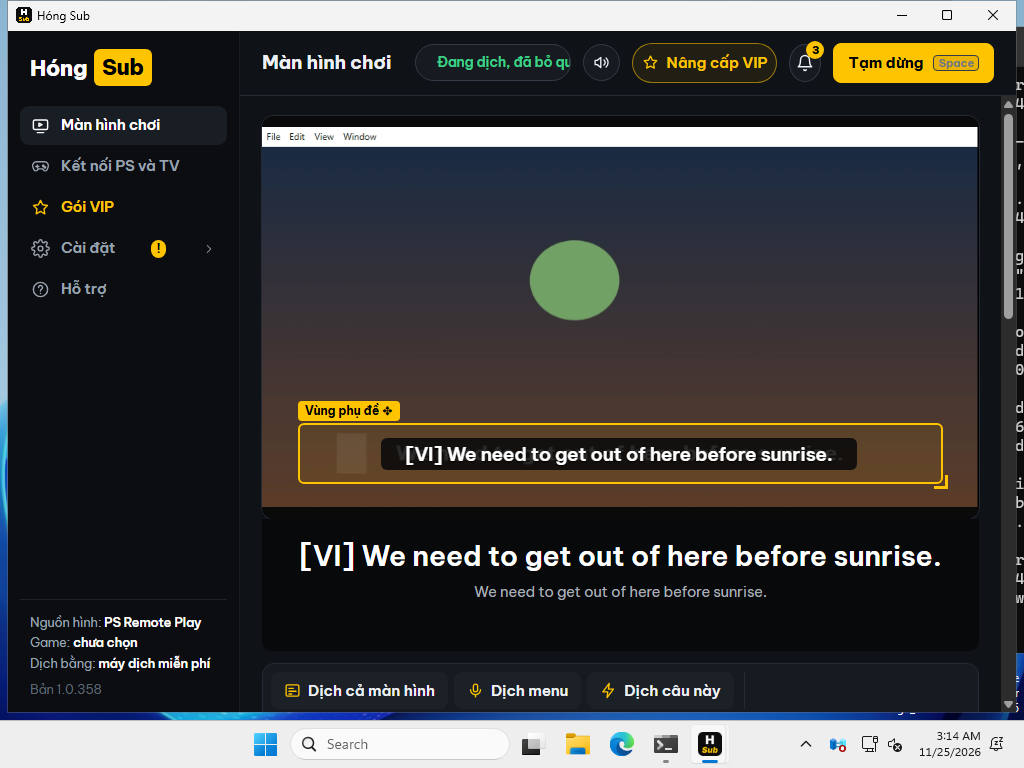 Hóng Sub
Hóng Sub
Màn hình chơi
Kết nối PS và TV
Gói VIP
Cài đặt
!
Hỗ trợ
Nguồn hình: PS Remote Play
Game: chưa chọn
Dịch bằng: máy dịch miễn phí
Bản 1.0.358
Màn hình chơi
Đang dịch, đã bỏ qu
Nâng cấp VIP
3
Tạm dừng Space
File Edit View Window
Vùng phụ đề
[VI] We need to get out of here before sunrise.
[VI] We need to get out of here before sunrise.
We need to get out of here before sunrise.
Dịch cả màn hình
Dịch menu
Dịch câu này
Search
H
Sub
3:14 AM
11/25/2026